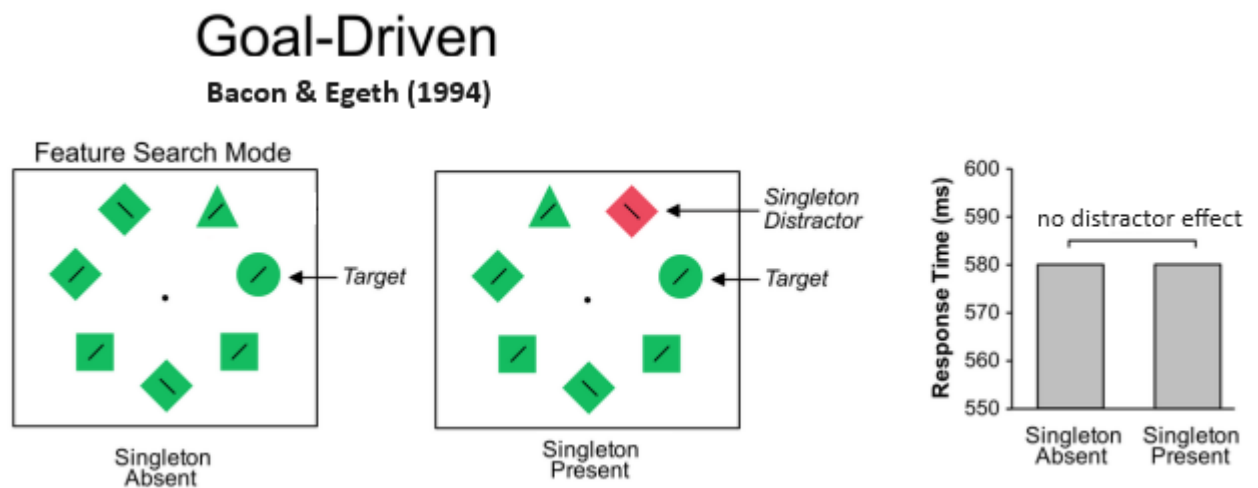 Goal-Driven
Bacon & Egeth (1994)
Feature Search Mode
Target
Singleton
Absent
Singleton
Distractor
Target
Singleton
Present
Response Time (ms)
600
590
580
570
560
550
no distractor effect
Singleton
Absent
Singleton
Present